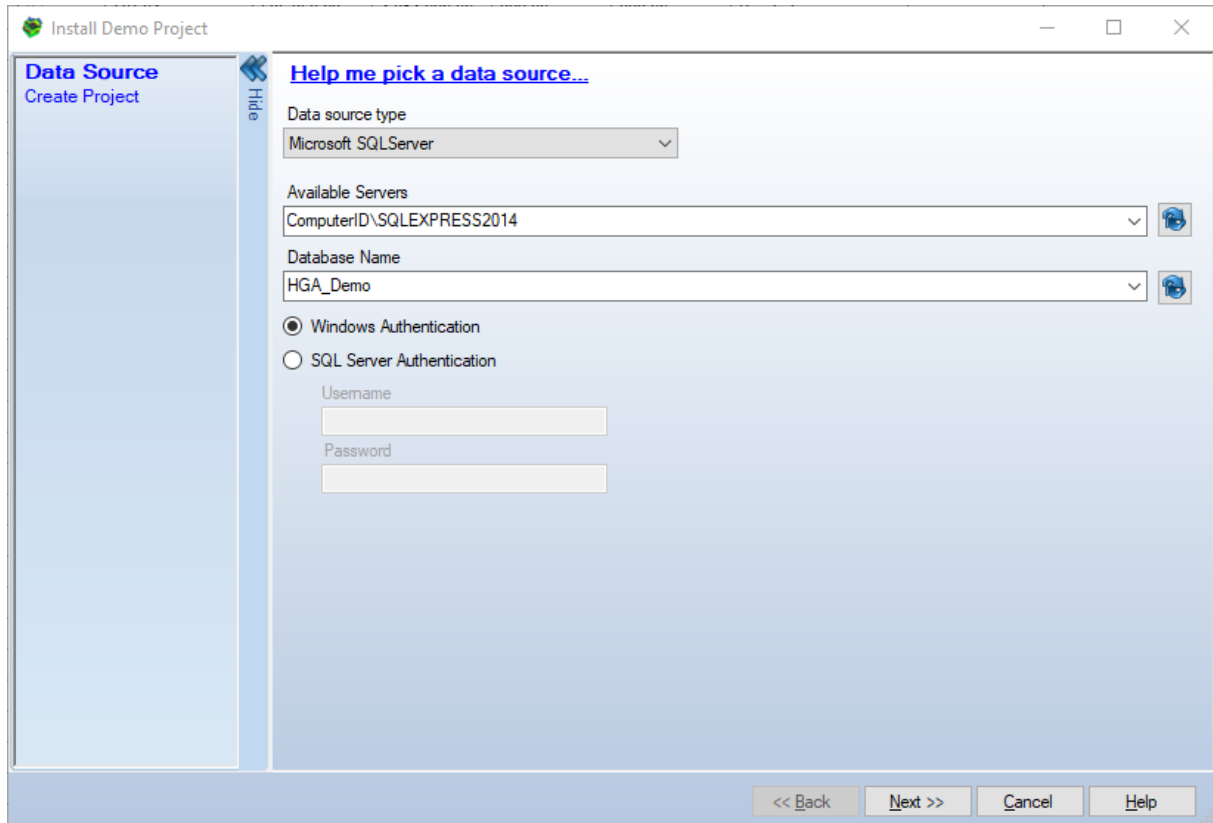 Install Demo Project
Data Source
Create Project
Hide
Help me pick a data source...
Data source type
Microsoft SQLServer
Available Servers
ComputerID\SQLEXPRESS2014
Database Name
HGA_Demo
Windows Authentication
SQL Server Authentication
Username
Password
<< Back
Next >>
Cancel
Help